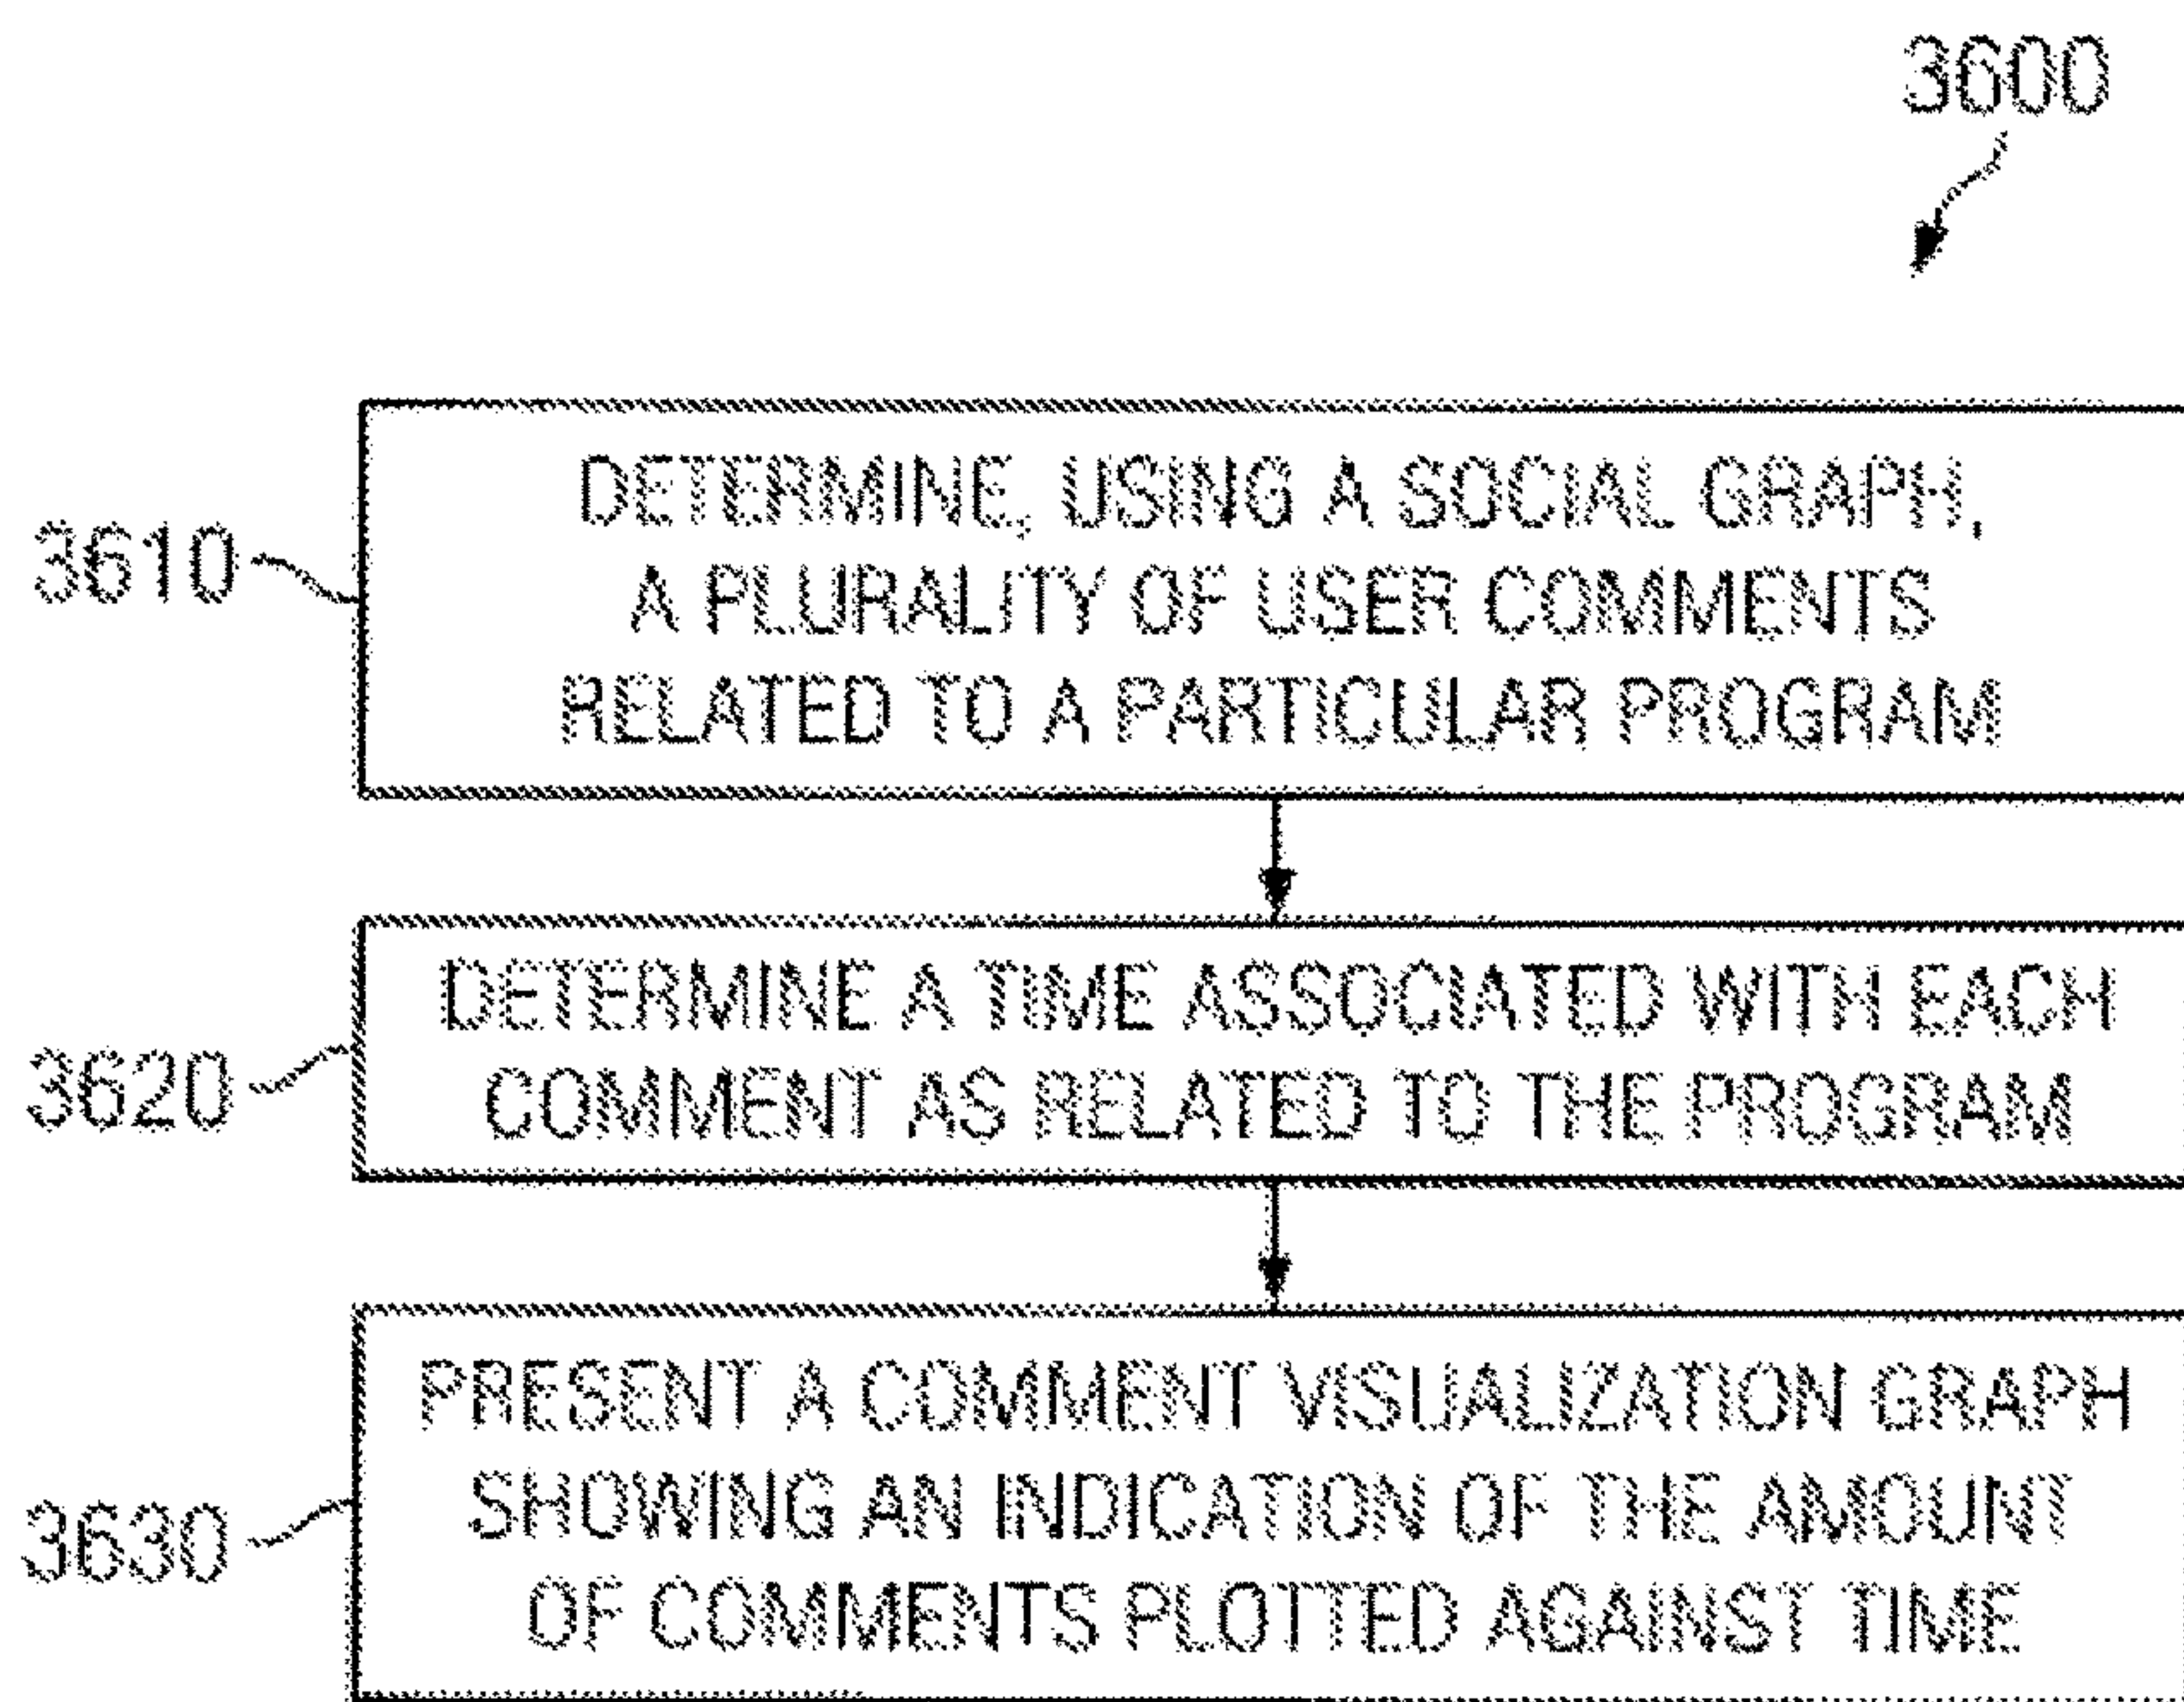 3600
3610
DETERMINE, USING A SOCIAL GRAPH,
A PLURALITY OF USER COMMENTS
RELATED TO A PARTICULAR PROGRAM
3620
DETERMINE A TIME ASSOCIATED WITH EACH
COMMENT AS RELATED TO THE PROGRAM
3630
PRESENT A COMMENT VISUALIZATION GRAPH
SHOWING AN INDICATION OF THE AMOUNT
OF COMMENTS PLOTTED AGAINST TIME